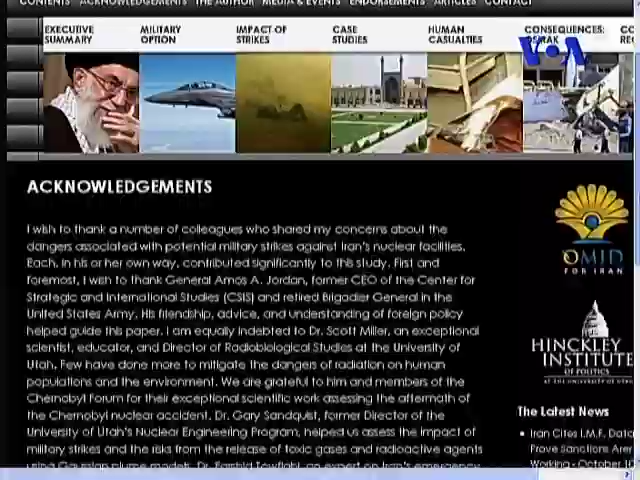 CONTENTS ACKNOWLEDGEMENTS THE AUTHOR MEDIA & EVENTS ENDORSEMENTS ARTICLES CONTACT
EXECUTIVE SUMMARY
MILITARY OPTION
IMPACT OF STRIKES
CASE STUDIES
HUMAN CASUALTIES
CONSEQUENCES:
VOA
ACKNOWLEDGEMENTS
I wish to thank a number of colleagues who shared my concerns about the
dangers associated with potential military strikes against Iran's nuclear facilities.
Each, in his or her own way, contributed significantly to this study. First and
foremost, I wish to thank General Amos A. Jordan, former CEO of the Center for
Strategic and International Studies (CSIS) and retired Brigadier General in the
United States Army. His friendship, advice, and understanding of foreign policy
helped guide this paper. I am equally indebted to Dr. Scott Miller, an exceptional
scientist, educator, and Director of Radiobiological Studies at the University of
Utah. Few have done more to mitigate the dangers of radiation on human
populations and the environment. We are grateful to him and members of the
Chernobyl Forum for their exceptional scientific work assessing the aftermath of
the Chernobyl nuclear accident. Dr. Gary Sandquist, former Director of the
University of Utah's Nuclear Engineering Program, helped us assess the impact of
military strikes and the risks from the release of toxic gases and radioactive agents
using Gaussian plume models. Dr.
OMID
FOR IRAN
HINCKLEY
INSTITUTE
OF POLITICS
The Latest News
Iran Cites I.M.F. Data
Prove Sanctions Aren
Working - October